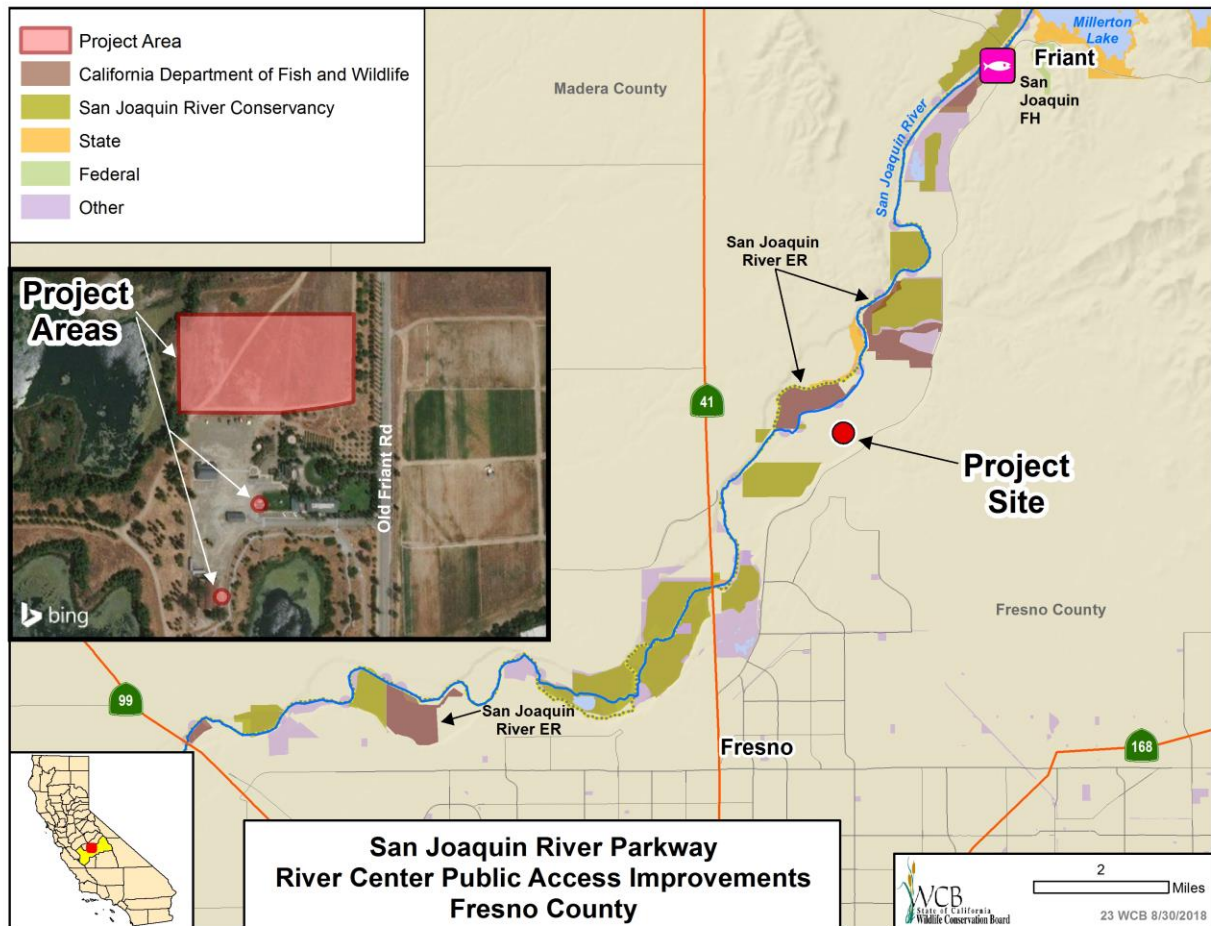 Project Area
California Department of Fish and Wildlife
San Joaquin River Conservancy
State
Federal
Other
Madera County
Millerton
Lake
Friant
San
Joaquin
FH
San Joaquin River
San Joaquin
River ER
41
Project
Site
Project
Areas
Old Friant Rd
bing
Fresno County
99
San Joaquin
River ER
Fresno
168
San Joaquin River Parkway
River Center Public Access Improvements
Fresno County
WCB
State of California
Wildlife Conservation Board
2
Miles
23 WCB 8/30/2018